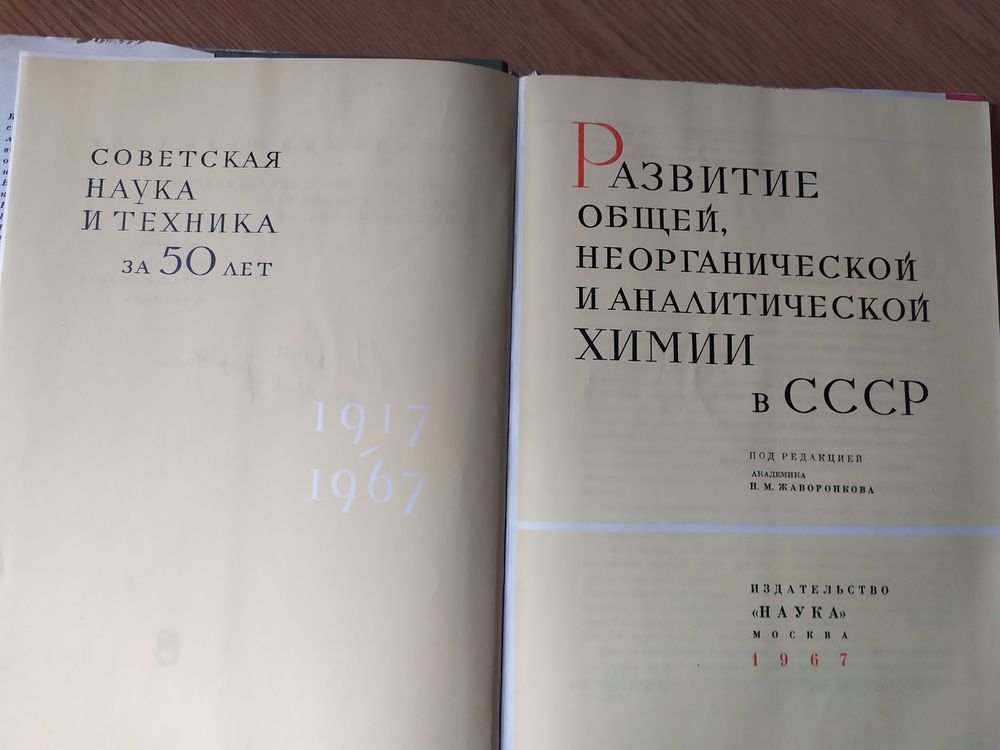 СОВЕТСКАЯ
НАУКА
И ТЕХНИКА
ЗА 50 ЛЕТ
1917
1967
РАЗВИТИЕ
ОБЩЕЙ,
НЕОРГАНИЧЕСКОЙ
И АНАЛИТИЧЕСКОЙ
ХИМИИ
В СССР
ПОД РЕДАКЦИЕЙ
АКАДЕМИКА
Н. М. ЖАВОРОНКОВА
ИЗДАТЕЛЬСТВО
«НАУКА»
МОСКВА
1967